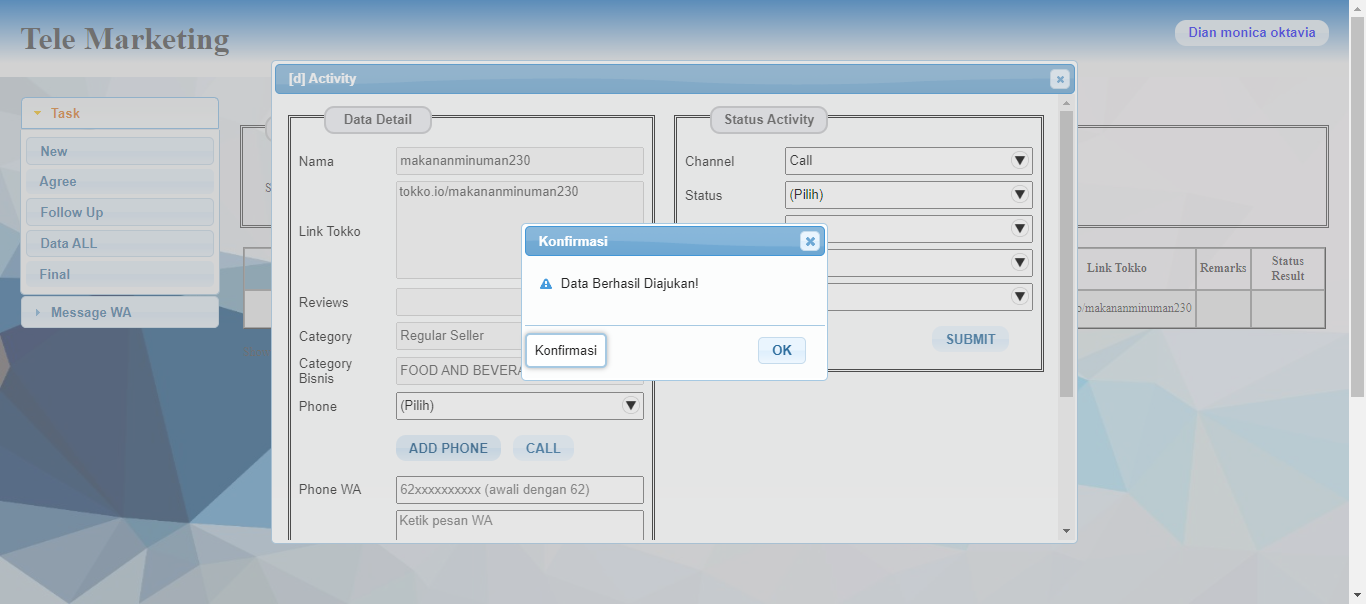 Tele Marketing
Dian monica oktavia
[d] Activity
Task
New
Agree
Follow Up
Data ALL
Final
Message WA
Data Detail
Nama
makananminuman230
Link Tokko
tokko.io/makananminuman230
Reviews
Category
Regular Seller
Category
Bisnis
FOOD AND BEVERA
Phone
(Pilih)
ADD PHONE
CALL
Phone WA
62xxxxxxxxxx (awali dengan 62)
Ketik pesan WA
Status Activity
Channel
Call
Status
(Pilih)
SUBMIT
Konfirmasi
Data Berhasil Diajukan!
Konfirmasi
OK
S
Link Tokko
Remarks
Status
Result
o/makananminuman230